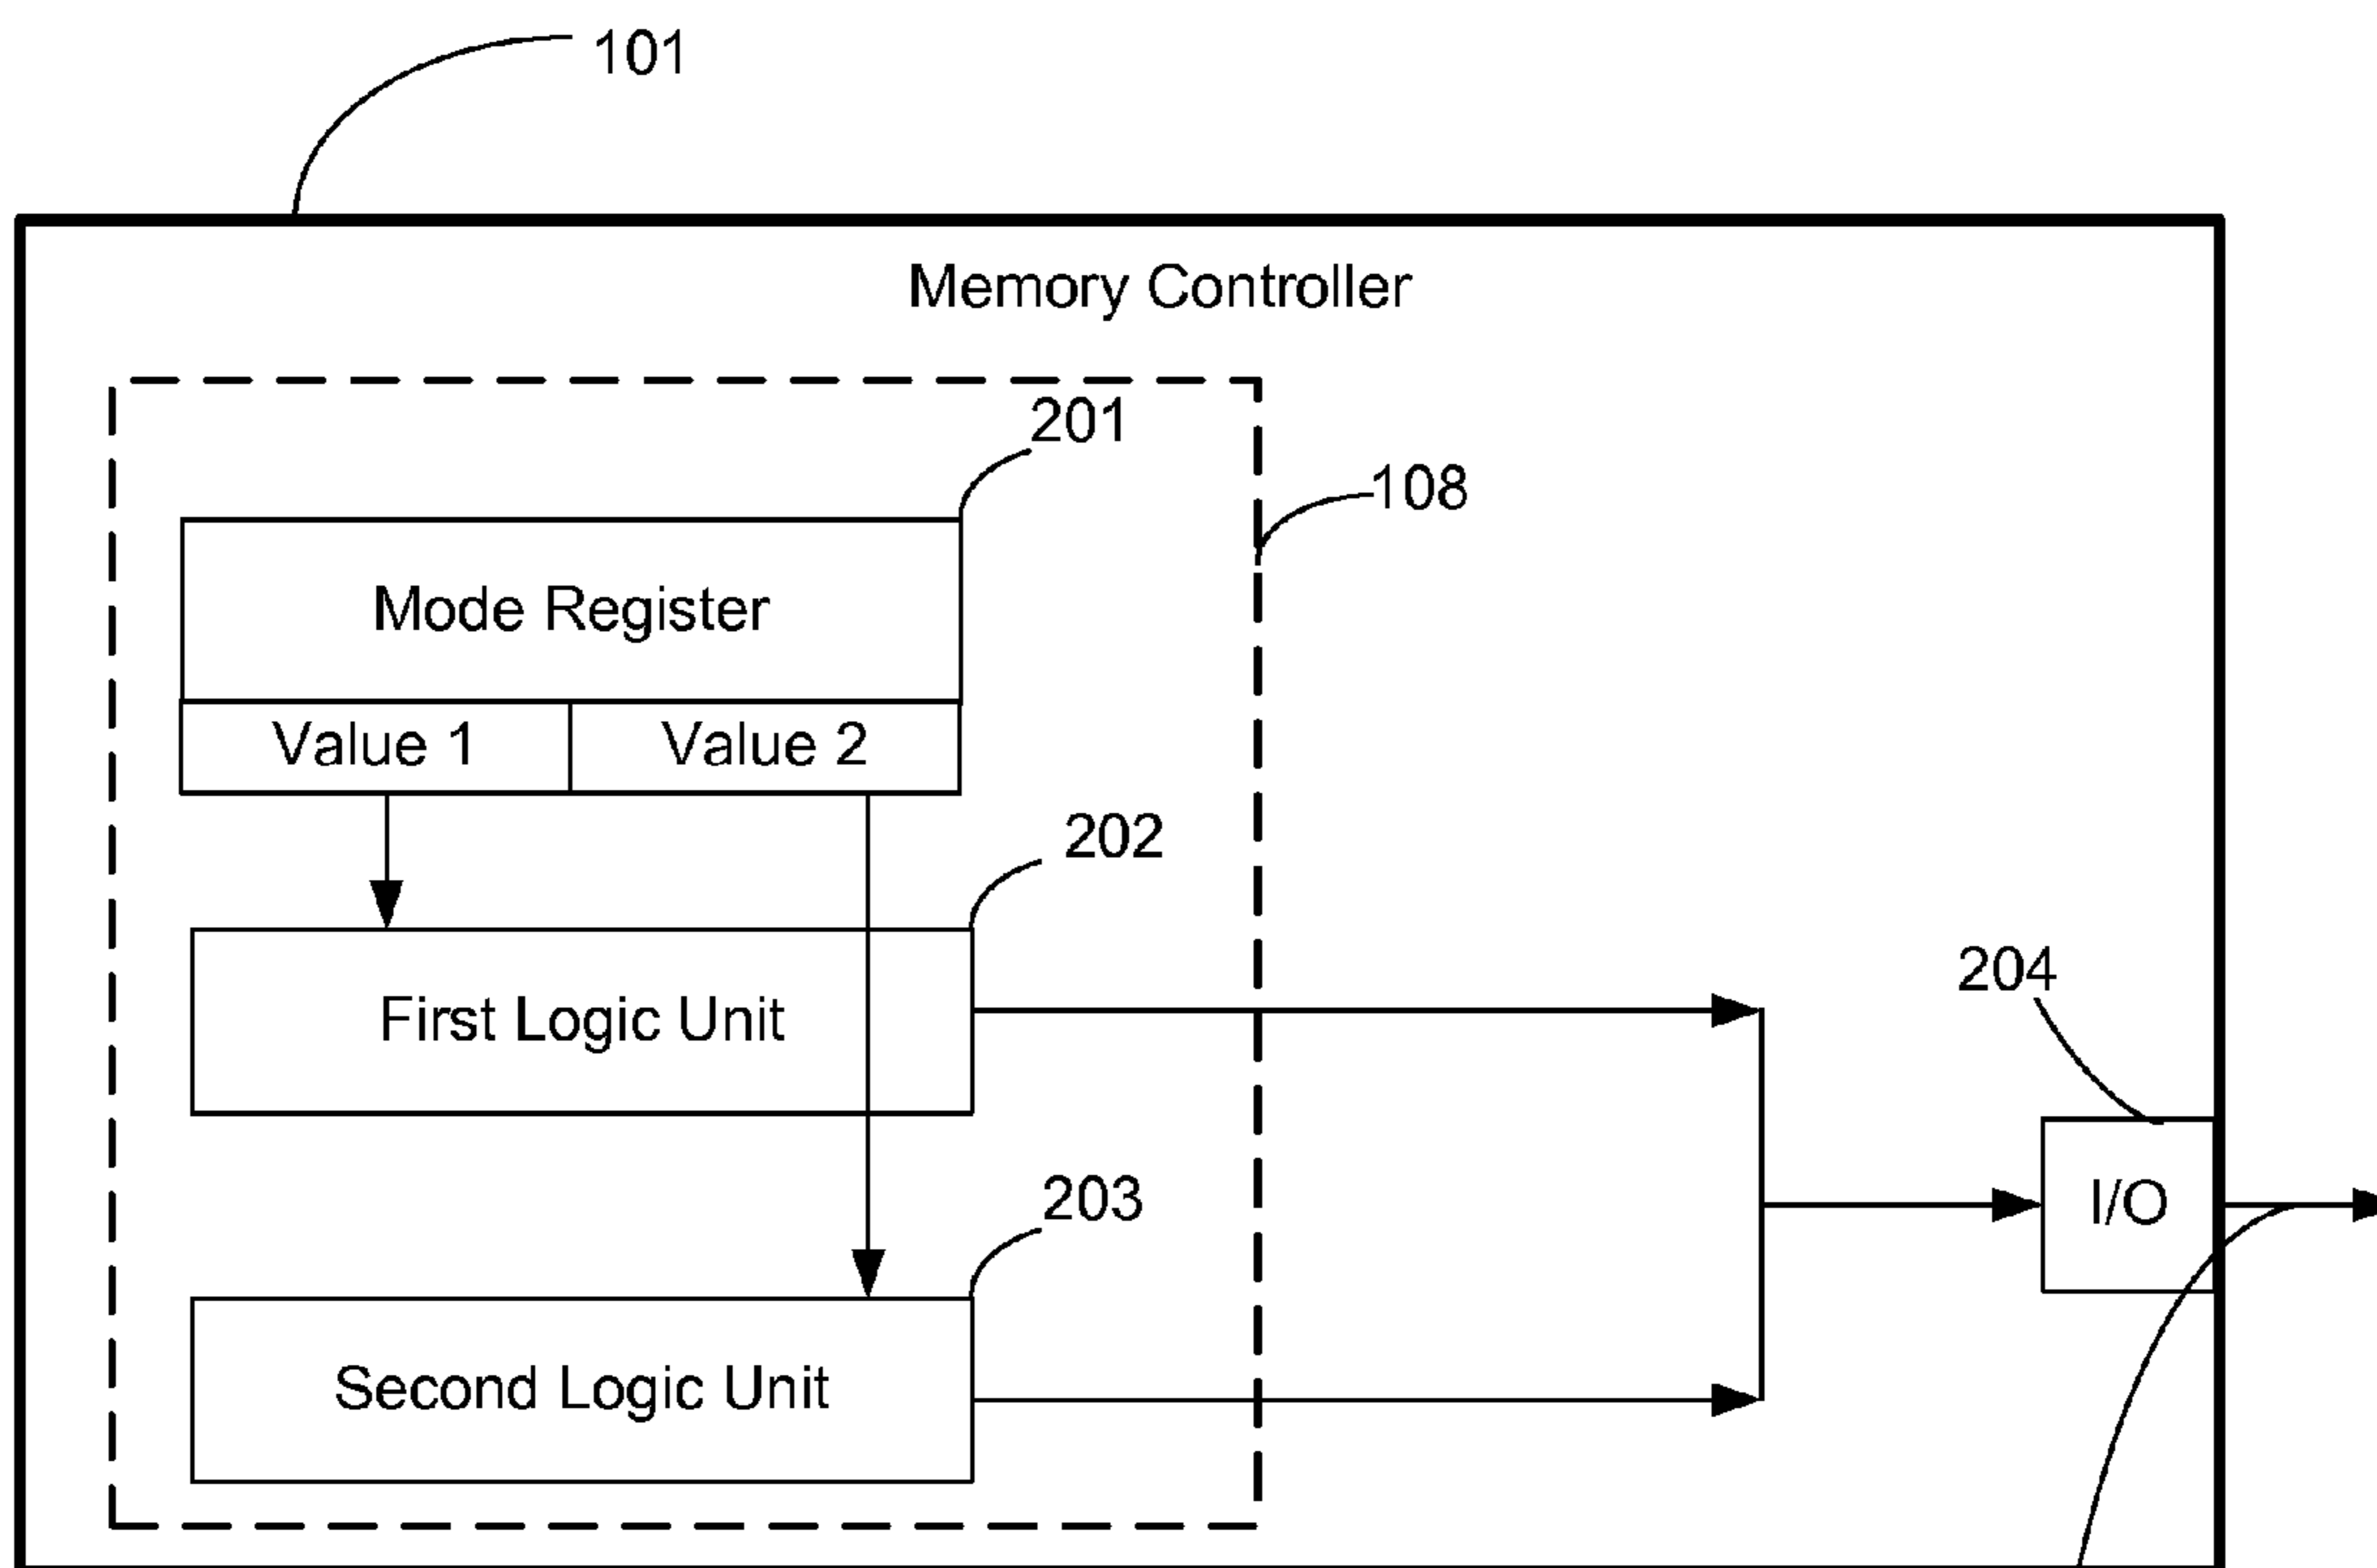 101
Memory Controller
201
108
Mode Register
Value 1
Value 2
202
204
First Logic Unit
203
I/O
Second Logic Unit